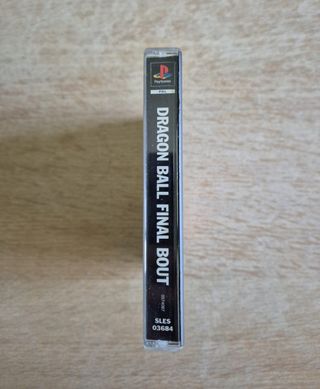 PlayStation
PAL
DRAGON BALL FINAL BOUT
SLES
03684